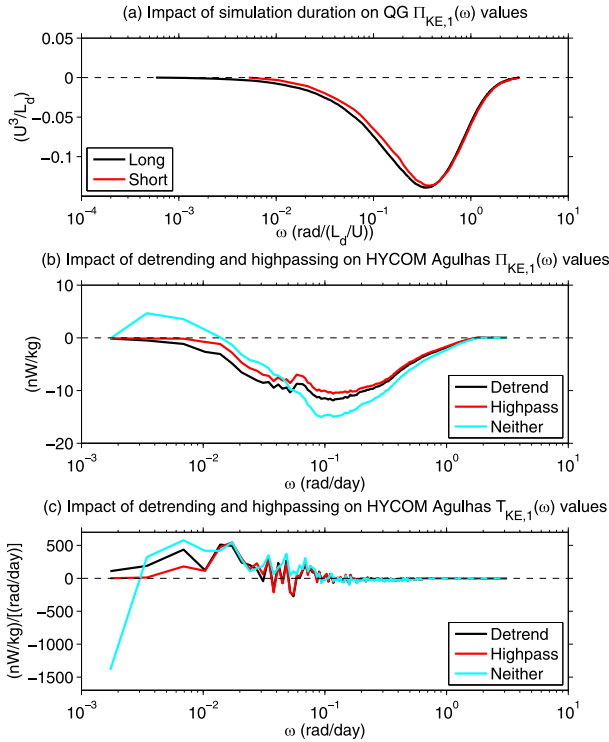 (a) Impact of simulation duration on QG Π_KE,1(ω) values
(U³/L_d)
0.05
0
−0.05
−0.1
Long
Short
10⁻⁴ 10⁻³ 10⁻² 10⁻¹ 10⁰ 10¹
ω (rad/(L_d/U))
(b) Impact of detrending and highpassing on HYCOM Agulhas Π_KE,1(ω) values
(nW/kg)
10
0
−10
−20
Detrend
Highpass
Neither
10⁻³ 10⁻² 10⁻¹ 10⁰ 10¹
ω (rad/day)
(c) Impact of detrending and highpassing on HYCOM Agulhas T_KE,1(ω) values
(nW/kg)/[(rad/day)]
500
0
−500
−1000
−1500
Detrend
Highpass
Neither
10⁻³ 10⁻² 10⁻¹ 10⁰ 10¹
ω (rad/day)